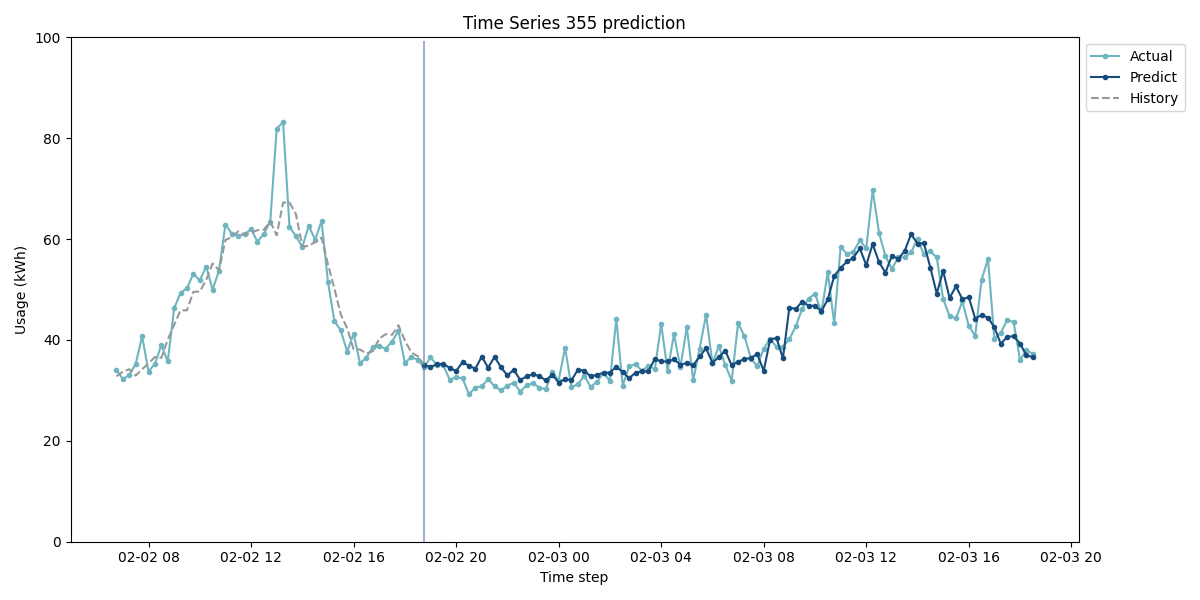 Time Series 355 prediction
100
80
60
40
20
0
Usage (kWh)
02-02 08
02-02 12
02-02 16
02-02 20
02-03 00
02-03 04
02-03 08
02-03 12
02-03 16
02-03 20
Time step
Actual
Predict
History